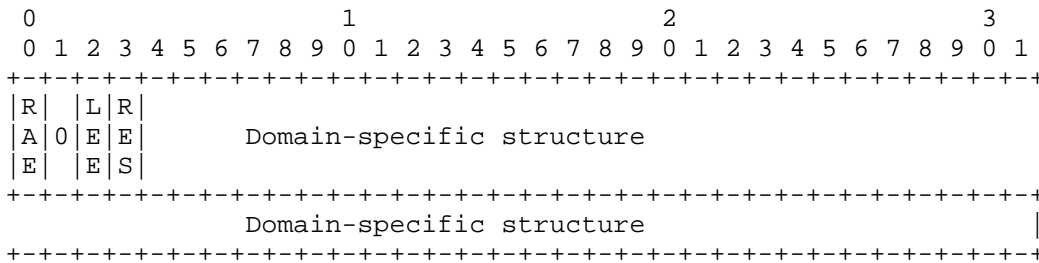 0                   1                   2                   3
 0 1 2 3 4 5 6 7 8 9 0 1 2 3 4 5 6 7 8 9 0 1 2 3 4 5 6 7 8 9 0 1
+-+-+-+-+-+-+-+-+-+-+-+-+-+-+-+-+-+-+-+-+-+-+-+-+-+-+-+-+-+-+-+-+
|R| |L|R|
|A|0|E|E|       Domain-specific structure
|E| |E|S|
+-+-+-+-+-+-+-+-+-+-+-+-+-+-+-+-+-+-+-+-+-+-+-+-+-+-+-+-+-+-+-+-+
               Domain-specific structure                        |
+-+-+-+-+-+-+-+-+-+-+-+-+-+-+-+-+-+-+-+-+-+-+-+-+-+-+-+-+-+-+-+-+